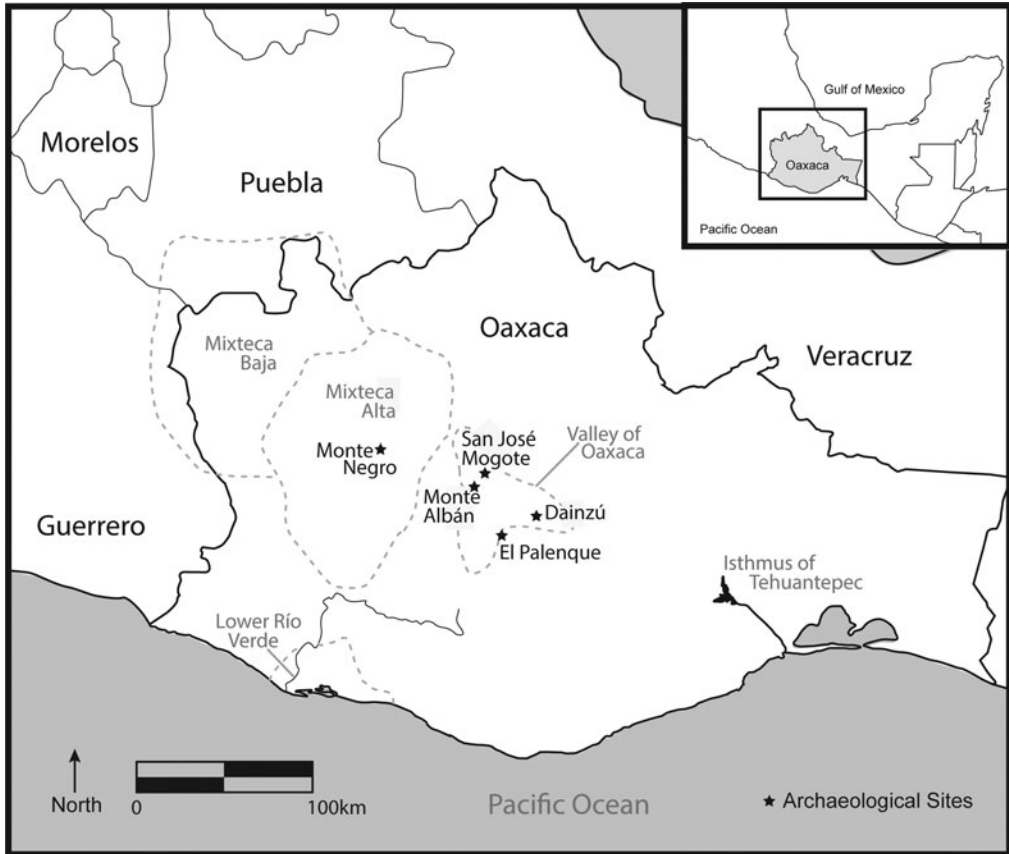 Morelos
Puebla
Gulf of Mexico
Oaxaca
Pacific Ocean
Oaxaca
Veracruz
Mixteca
Baja
Mixteca
Alta
Monte
Negro
San José
Mogote
Valley of
Oaxaca
Monte
Albán
Dainzú
El Palenque
Guerrero
Isthmus of
Tehuantepec
Lower Río
Verde
North
0
100km
Pacific Ocean
Archaeological Sites